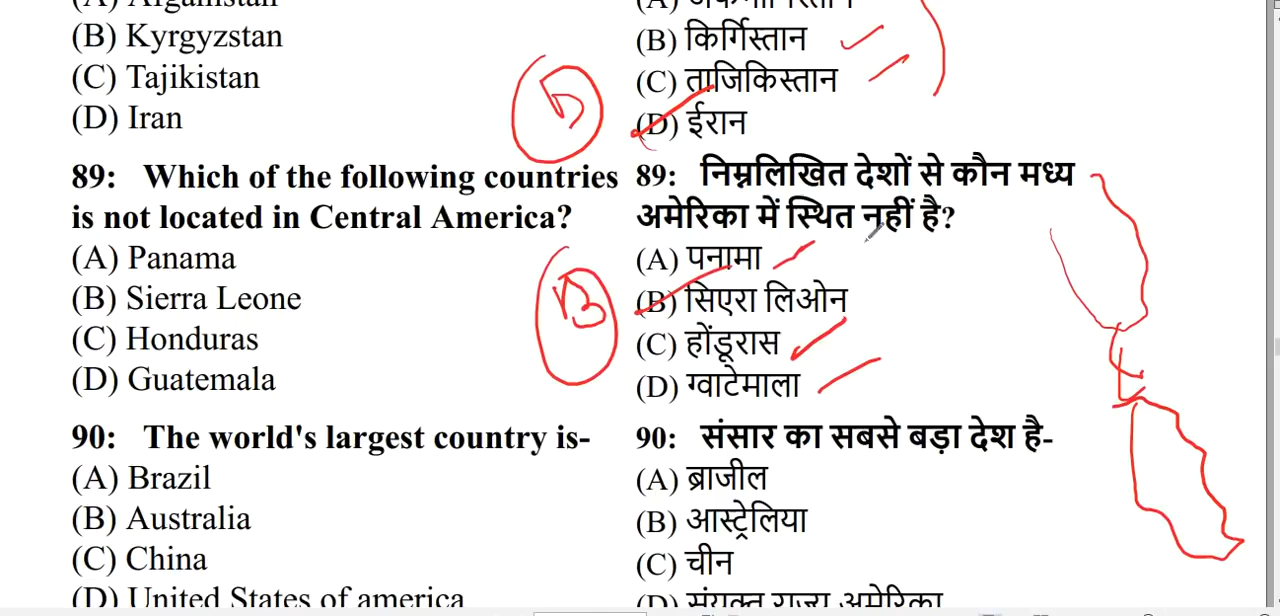 (B) Kyrgyzstan
(C) Tajikistan
(D) Iran
89: Which of the following countries
is not located in Central America?
(A) Panama
(B) Sierra Leone
(C) Honduras
(D) Guatemala
90: The world's largest country is-
(A) Brazil
(B) Australia
(C) China
(D) United States of america
(B) किर्गिस्तान
(C) ताजिकिस्तान
(D) ईरान
D
89: निम्नलिखित देशों से कौन मध्य
अमेरिका में स्थित नहीं है?
(A) पनामा
(B) सिएरा लिओन
(C) होंडूरास
(D) ग्वाटेमाला
B
90: संसार का सबसे बड़ा देश है-
(A) ब्राजील
(B) आस्ट्रेलिया
(C) चीन
(D) संयुक्त राज्य अमेरिका